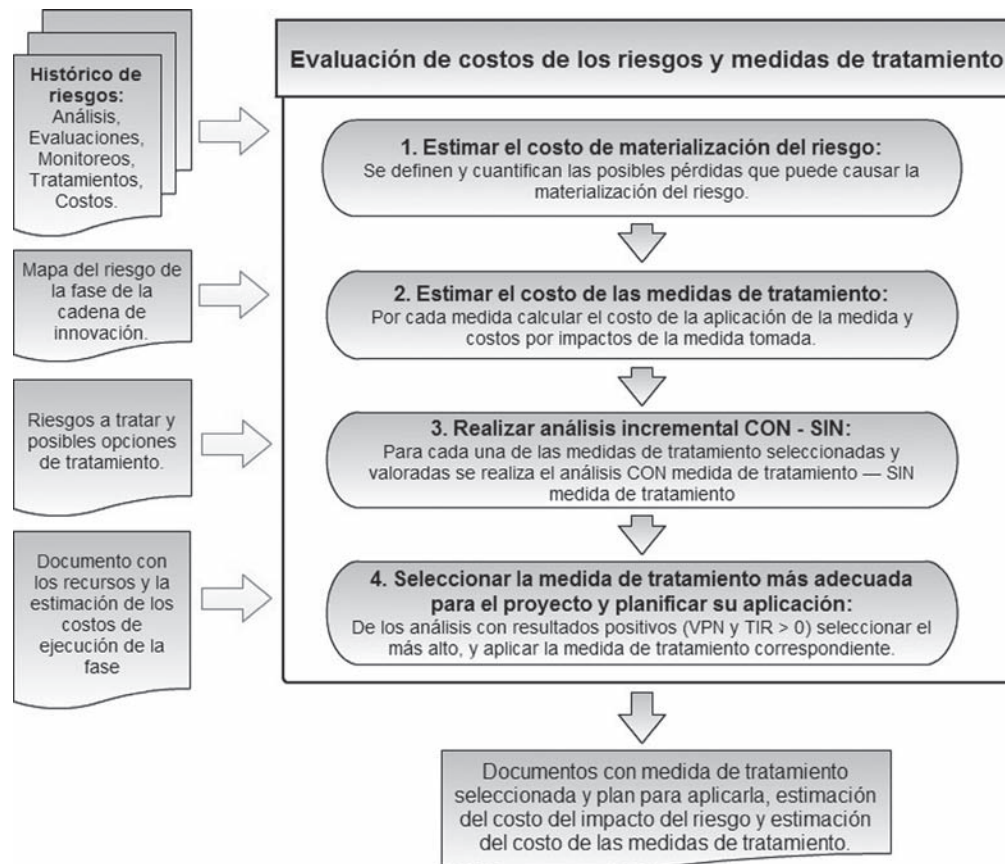 Evaluación de costos de los riesgos y medidas de tratamiento
Histórico de
riesgos:
Análisis,
Evaluaciones,
Monitoreos,
Tratamientos,
Costos.
Mapa del riesgo de
la fase de la
cadena de
innovación.
Riesgos a tratar y
posibles opciones
de tratamiento.
Documento con
los recursos y la
estimación de los
costos de
ejecución de la
fase
1. Estimar el costo de materialización del riesgo:
Se definen y cuantifican las posibles pérdidas que puede causar la
materialización del riesgo.
2. Estimar el costo de las medidas de tratamiento:
Por cada medida calcular el costo de la aplicación de la medida y
costos por impactos de la medida tomada.
3. Realizar análisis incremental CON - SIN:
Para cada una de las medidas de tratamiento seleccionadas y
valoradas se realiza el análisis CON medida de tratamiento — SIN
medida de tratamiento
4. Seleccionar la medida de tratamiento más adecuada
para el proyecto y planificar su aplicación:
De los análisis con resultados positivos (VPN y TIR > 0) seleccionar el
más alto, y aplicar la medida de tratamiento correspondiente.
Documentos con medida de tratamiento
seleccionada y plan para aplicarla, estimación
del costo del impacto del riesgo y estimación
del costo de las medidas de tratamiento.